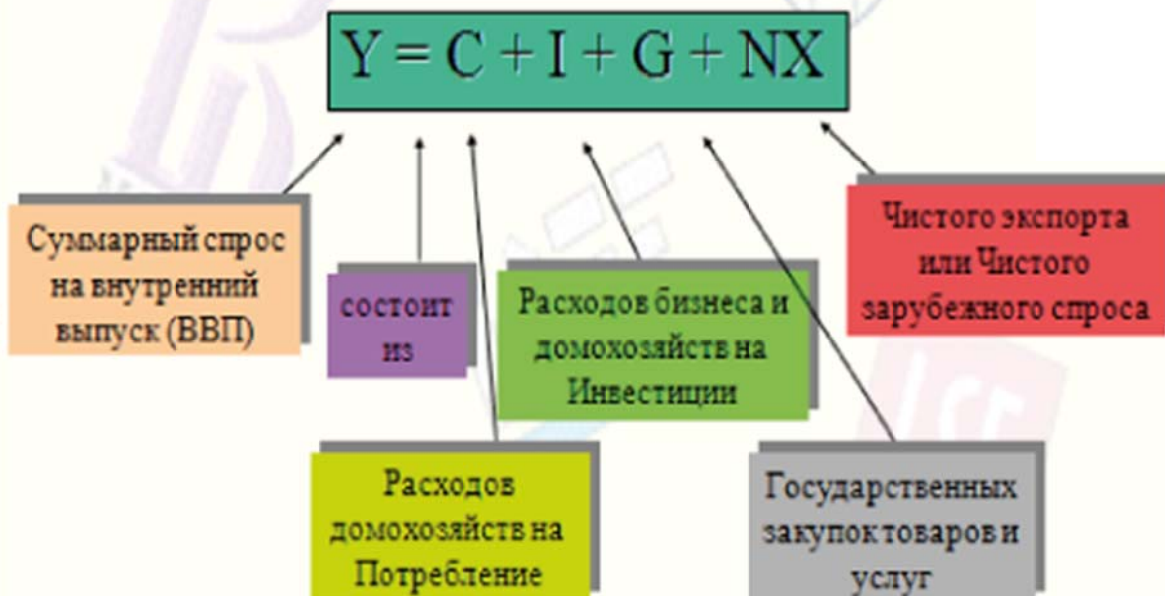 Y = C + I + G + NX
Суммарный спрос
на внутренний
выпуск (ВВП)
состоит
из
Расходов бизнеса и
домохозяйств на
Инвестиции
Чистого экспорта
или Чистого
зарубежного спроса
Расходов
домохозяйств на
Потребление
Государственных
закупок товаров и
услуг